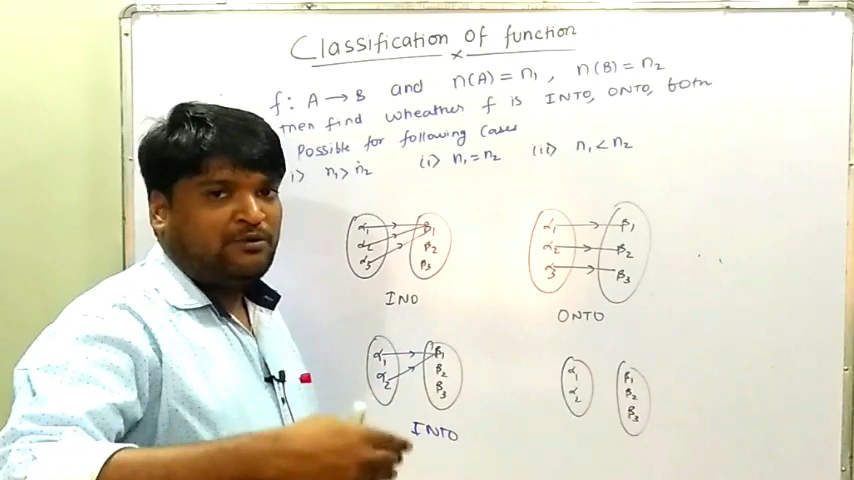 Classification of function
x
f : A → B and n(A) = n₁ , n(B) = n₂
then find wheather f is INTO, ONTO, both
Possible for following Cases
i) n₁ > n₂ (i) n₁ = n₂ (ii) n₁ < n₂
α₁ β₁
α₂ β₂
α₃ β₃
INO
α₁ β₁
α₂ β₂
α₃ β₃
ONTO
α₁ β₁
α₂ β₂
β₃
INTO
α₁ β₁
α₂ β₂
β₃